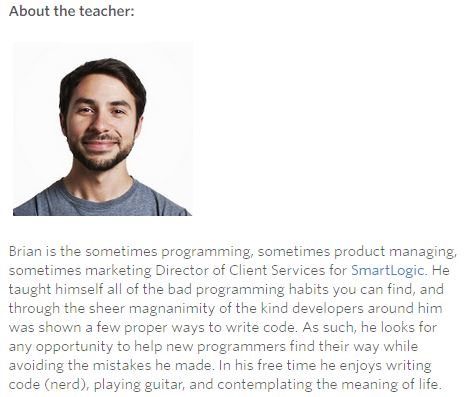 About the teacher:
Brian is the sometimes programming, sometimes product managing,
sometimes marketing Director of Client Services for SmartLogic. He
taught himself all of the bad programming habits you can find, and
through the sheer magnanimity of the kind developers around him
was shown a few proper ways to write code. As such, he looks for
any opportunity to help new programmers find their way while
avoiding the mistakes he made. In his free time he enjoys writing
code (nerd), playing guitar, and contemplating the meaning of life.